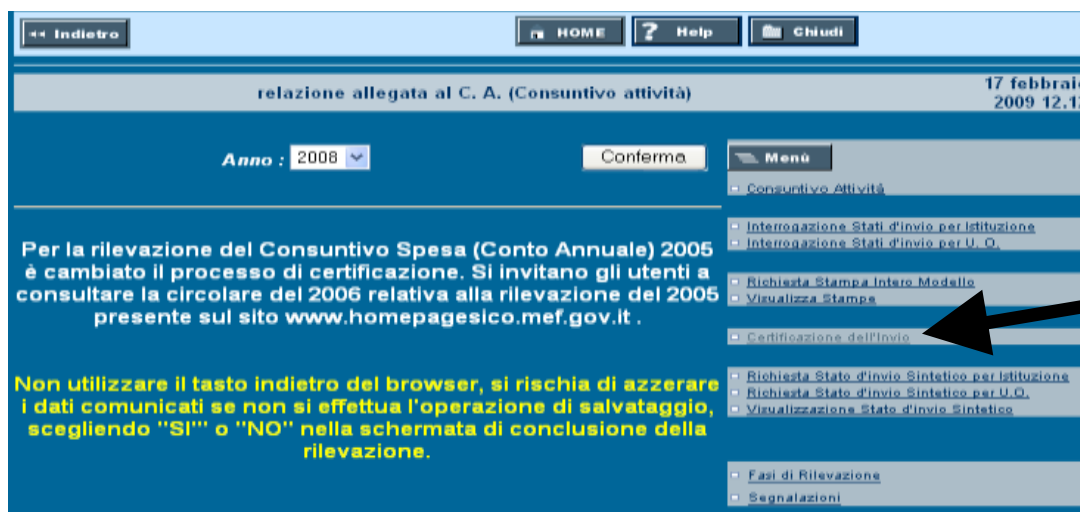 Indietro
HOME
Help
Chiudi
relazione allegata al C. A. (Consuntivo attività)
17 febbraio
2009 12.1
Anno : 2008
Conferma
Menù
Consuntivo Attività
Interrogazione Stati d'invio per Istituzione
Interrogazione Stati d'invio per U. O.
Per la rilevazione del Consuntivo Spesa (Conto Annuale) 2005
è cambiato il processo di certificazione. Si invitano gli utenti a
consultare la circolare del 2006 relativa alla rilevazione del 2005
presente sul sito www.homepagesico.mef.gov.it .
Richiesta Stampa Intero Modello
Visualizza Stampe
Certificazione dell'Invio
Non utilizzare il tasto indietro del browser, si rischia di azzerare
i dati comunicati se non si effettua l'operazione di salvataggio,
scegliendo "SI"' o "NO" nella schermata di conclusione della
rilevazione.
Richiesta Stato d'invio Sintetico per Istituzione
Richiesta Stato d'invio Sintetico per U.O.
Visualizzazione Stato d'invio Sintetico
Fasi di Rilevazione
Segnalazioni